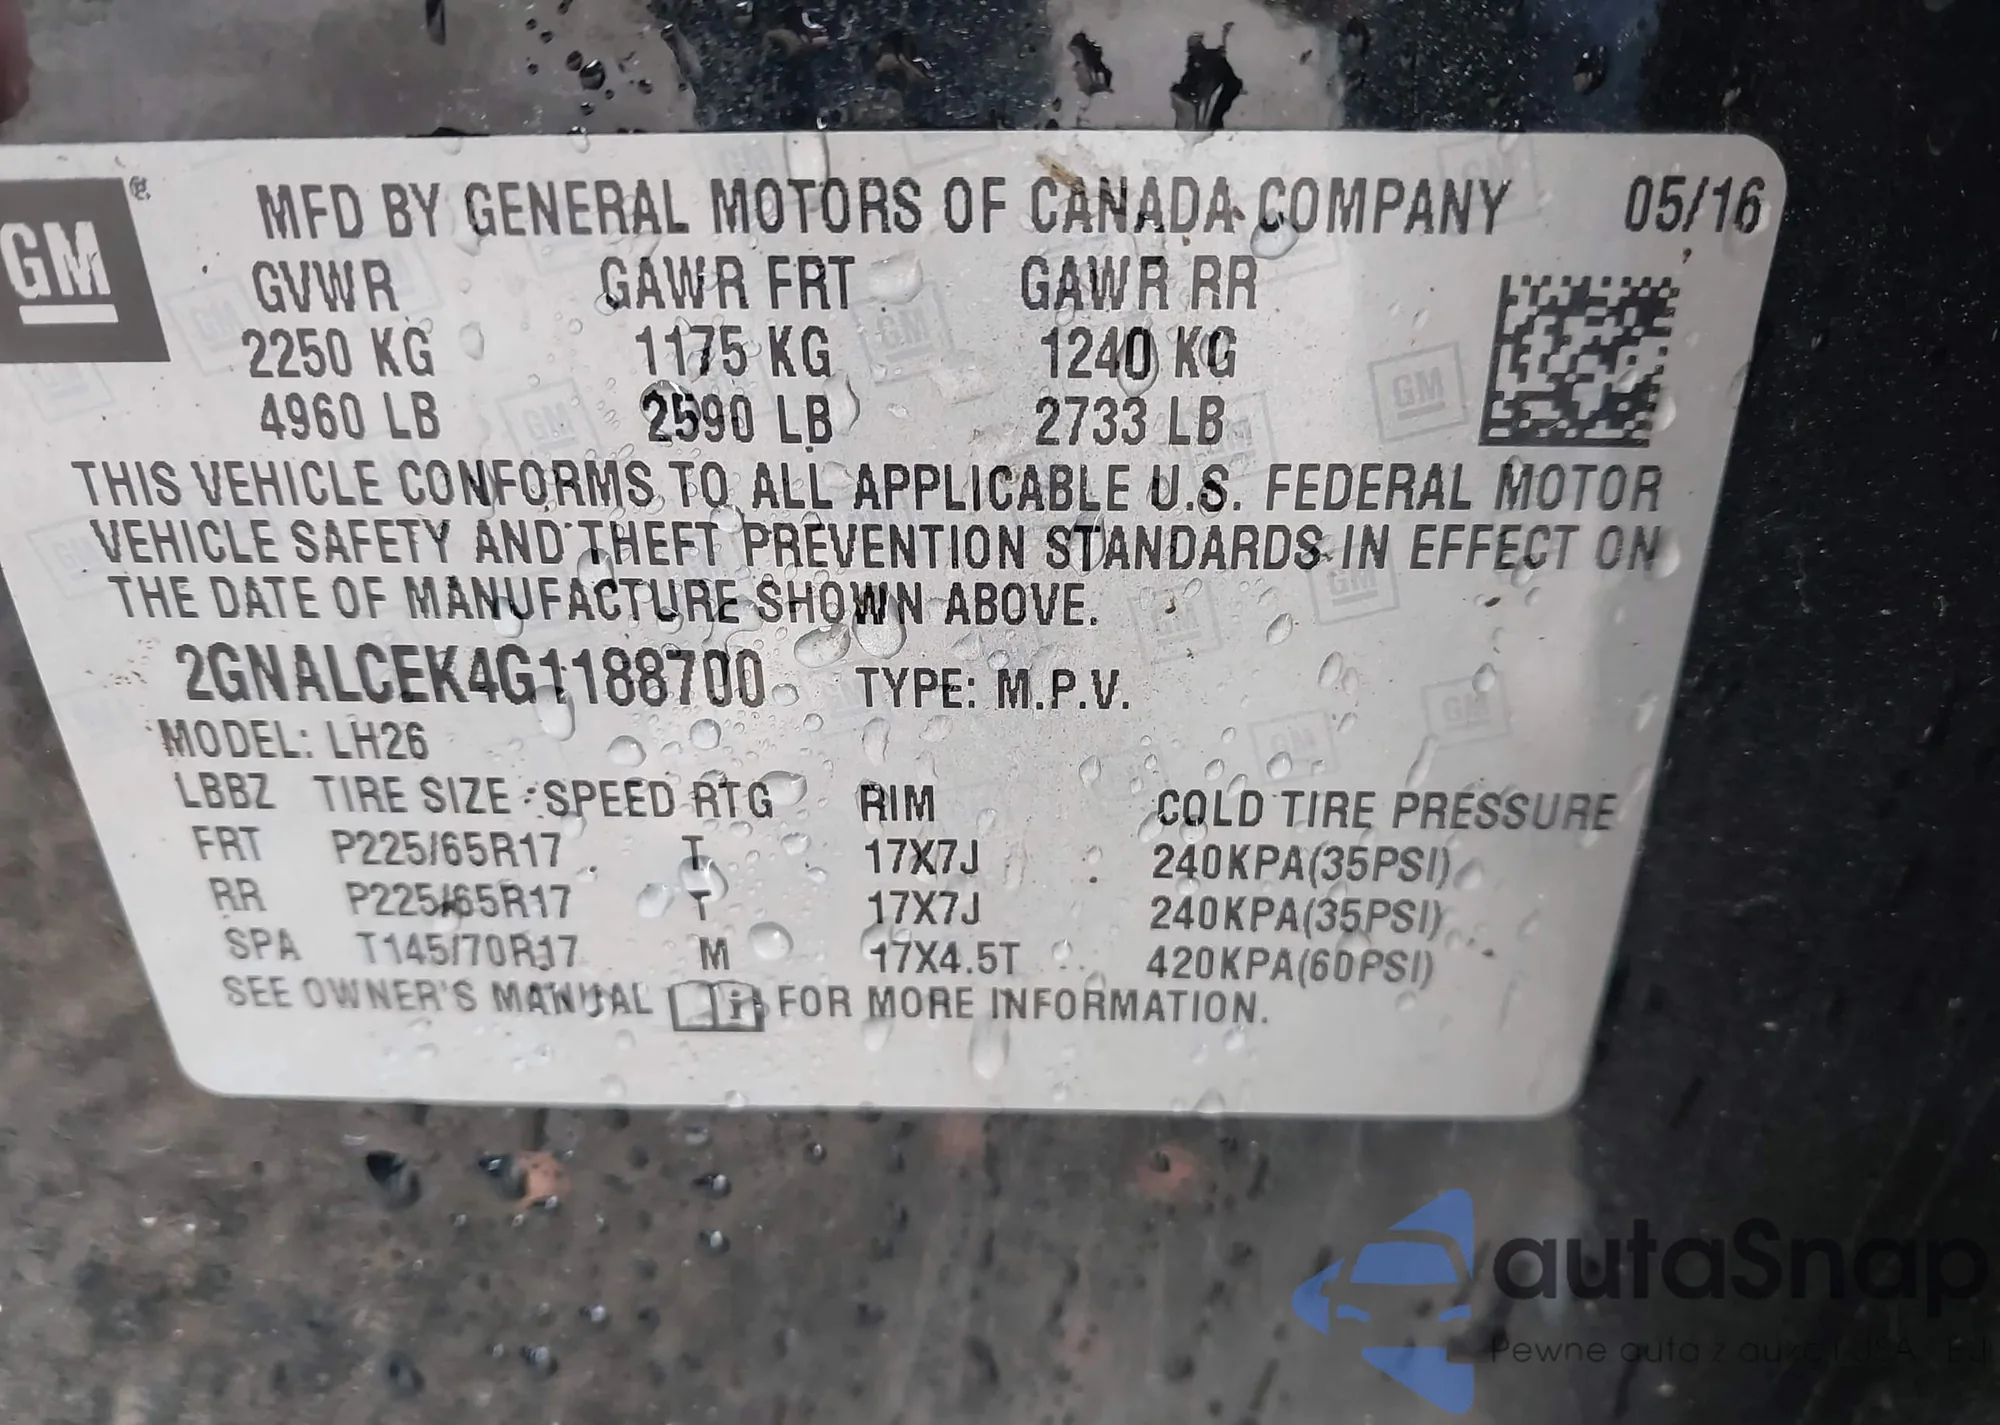 GM ®
MFD BY GENERAL MOTORS OF CANADA COMPANY 05/16
GVWR GAWR FRT GAWR RR
2250 KG 1175 KG 1240 KG
4960 LB 2590 LB 2733 LB
THIS VEHICLE CONFORMS TO ALL APPLICABLE U.S. FEDERAL MOTOR
VEHICLE SAFETY AND THEFT PREVENTION STANDARDS IN EFFECT ON
THE DATE OF MANUFACTURE SHOWN ABOVE.
2GNALCEK4G1188700 TYPE: M.P.V.
MODEL: LH26
LBBZ TIRE SIZE SPEED RTG RIM COLD TIRE PRESSURE
FRT P225/65R17 T 17X7J 240KPA(35PSI)
RR P225/65R17 T 17X7J 240KPA(35PSI)
SPA T145/70R17 M 17X4.5T 420KPA(60PSI)
SEE OWNER'S MANUAL i FOR MORE INFORMATION.
autaSnap
Pewne auta z